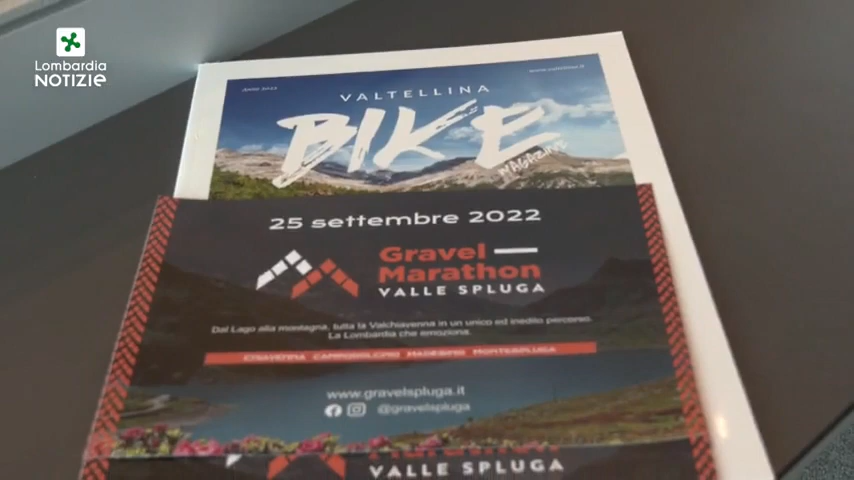 Lombardia
NOTIZIE
VALTELLINA
BIKE
MAGAZINE
25 settembre 2022
Gravel
Marathon
VALLE SPLUGA
Dal Lago alla montagna, tutta la Valchiavenna in un unico ed inedito percorso.
La Lombardia che emoziona.
CHIAVENNA CAMPODOLCINO MADESIMO MONTESPLUGA
www.gravelspluga.it
@gravelspluga
VALLE SPLUGA